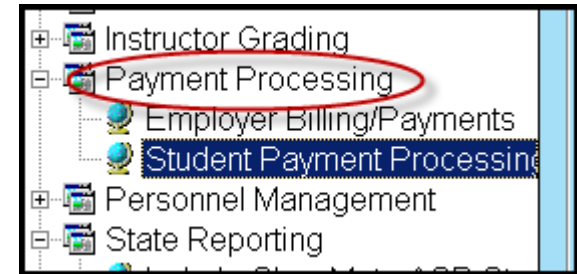 Instructor Grading
Payment Processing
Employer Billing/Payments
Student Payment Processing
Personnel Management
State Reporting